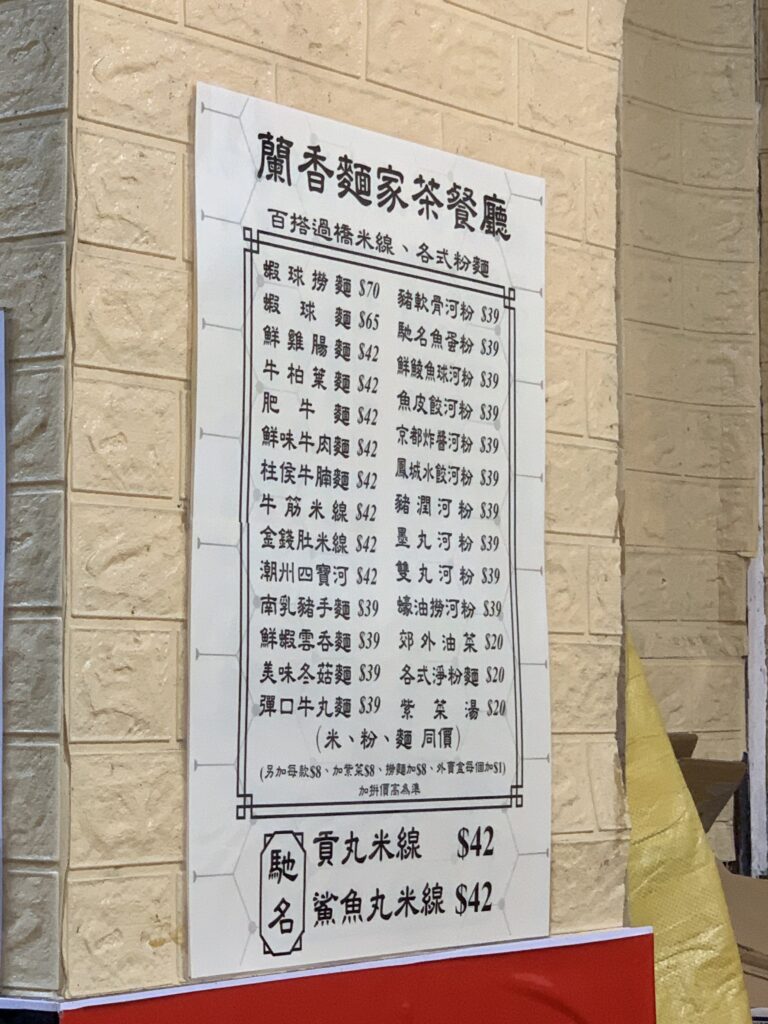 蘭香麵家茶餐廳
百搭過橋米線、各式粉麵
蝦球撈麵 $70
蝦球麵 $65
鮮雞腸麵 $42
牛柏葉麵 $42
肥牛麵 $42
鮮味牛肉麵 $42
柱侯牛腩麵 $42
牛筋米線 $42
金錢肚米線 $42
潮州四寶河 $42
南乳豬手麵 $39
鮮蝦雲吞麵 $39
美味冬菇麵 $39
彈口牛丸麵 $39
豬軟骨河粉 $39
馳名魚蛋粉 $39
鮮鯪魚球河粉 $39
魚皮餃河粉 $39
京都炸醬河粉 $39
鳳城水餃河粉 $39
豬潤河粉 $39
墨丸河粉 $39
雙丸河粉 $39
蠔油撈河粉 $39
郊外油菜 $20
各式淨粉麵 $20
紫菜湯 $20
(米、粉、麵 同價)
(另加每款$8、加紫菜$8、撈麵加$8、外賣盒每個加$1)
加拼價高為準
馳名
貢丸米線 $42
鯊魚丸米線 $42